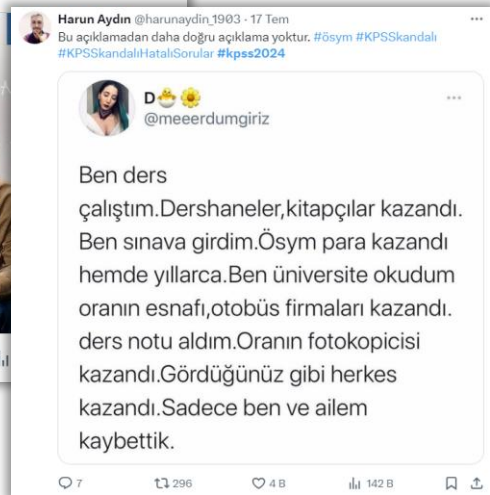 Harun Aydın @harunaydin_1903 · 17 Tem
Bu açıklamadan daha doğru açıklama yoktur. #ösym #KPSSkandalı
#KPSSkandalıHatalıSorular #kpss2024
D🐣🌼
@meeerdumgiriz
Ben ders
çalıştım.Dershaneler,kitapçılar kazandı.
Ben sınava girdim.Ösym para kazandı
hemde yıllarca.Ben üniversite okudum
oranın esnafı,otobüs firmaları kazandı.
ders notu aldım.Oranın fotokopicisi
kazandı.Gördüğünüz gibi herkes
kazandı.Sadece ben ve ailem
kaybettik.
7 296 4 B 142 B